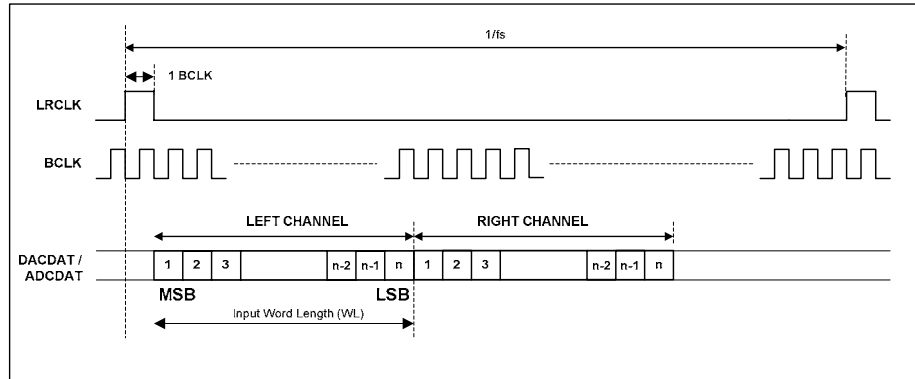 1/fs
1 BCLK
LRCLK
BCLK
LEFT CHANNEL RIGHT CHANNEL
DACDAT /
ADCDAT
1 2 3 n-2 n-1 n 1 2 3 n-2 n-1 n
MSB LSB
Input Word Length (WL)